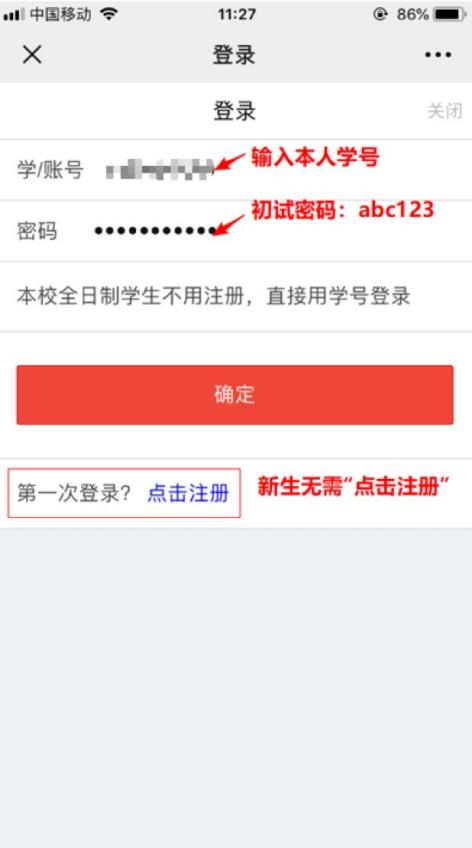 中国移动 11:27 86%
登录
登录 关闭
学/账号 输入本人学号
密码 ●●●●●●●●●●● 初试密码：abc123
本校全日制学生不用注册，直接用学号登录
确定
第一次登录？ 点击注册 新生无需“点击注册”